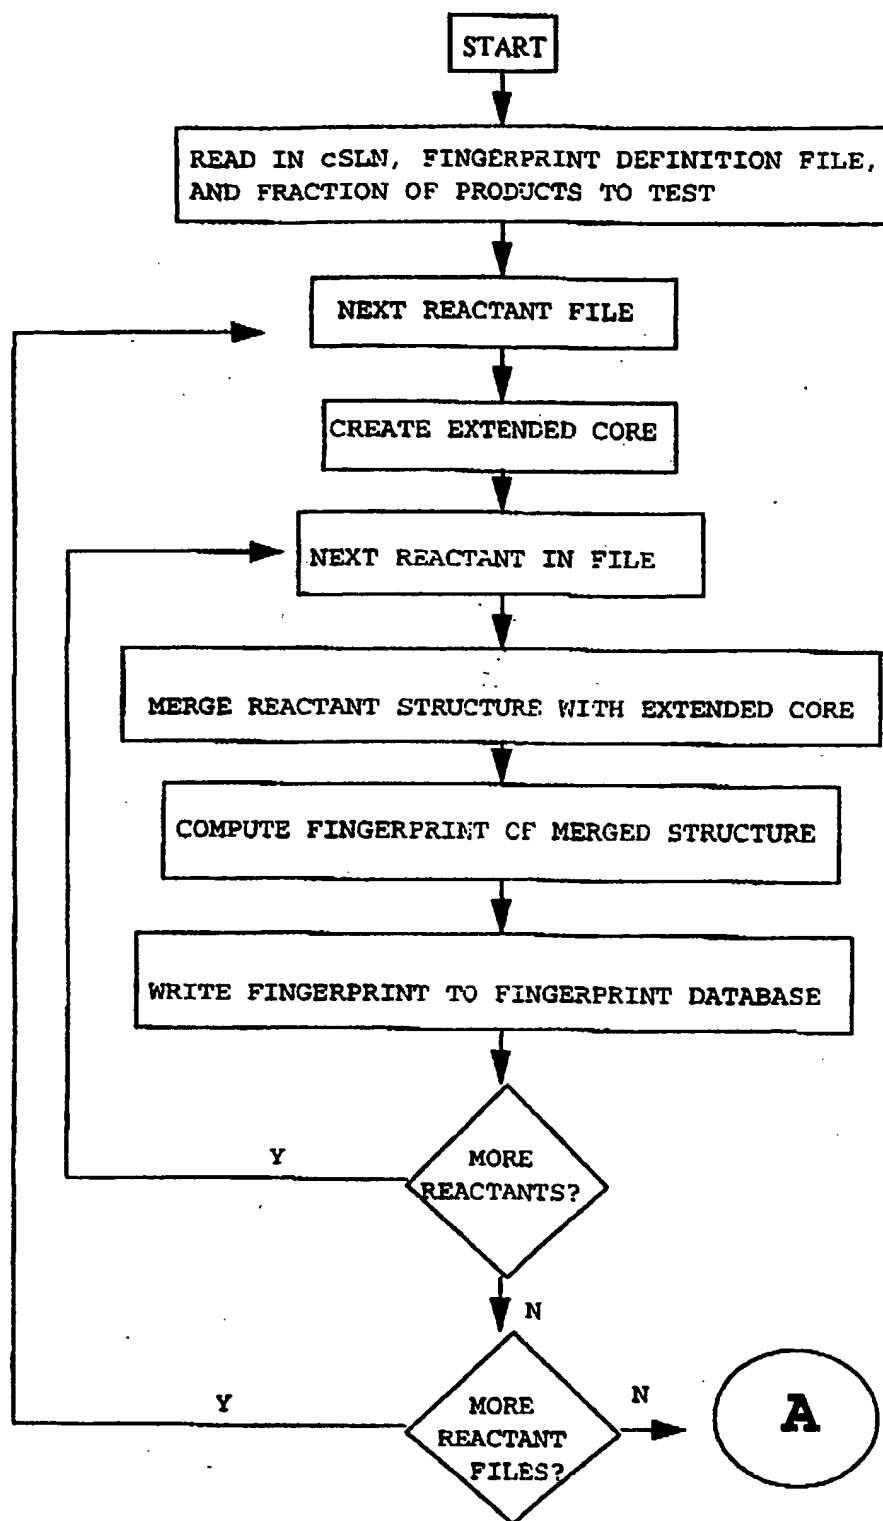 START
READ IN cSLN, FINGERPRINT DEFINITION FILE,
AND FRACTION OF PRODUCTS TO TEST
NEXT REACTANT FILE
CREATE EXTENDED CORE
NEXT REACTANT IN FILE
MERGE REACTANT STRUCTURE WITH EXTENDED CORE
COMPUTE FINGERPRINT OF MERGED STRUCTURE
WRITE FINGERPRINT TO FINGERPRINT DATABASE
Y
MORE
REACTANTS?
N
Y
MORE
REACTANT
FILES?
N
A